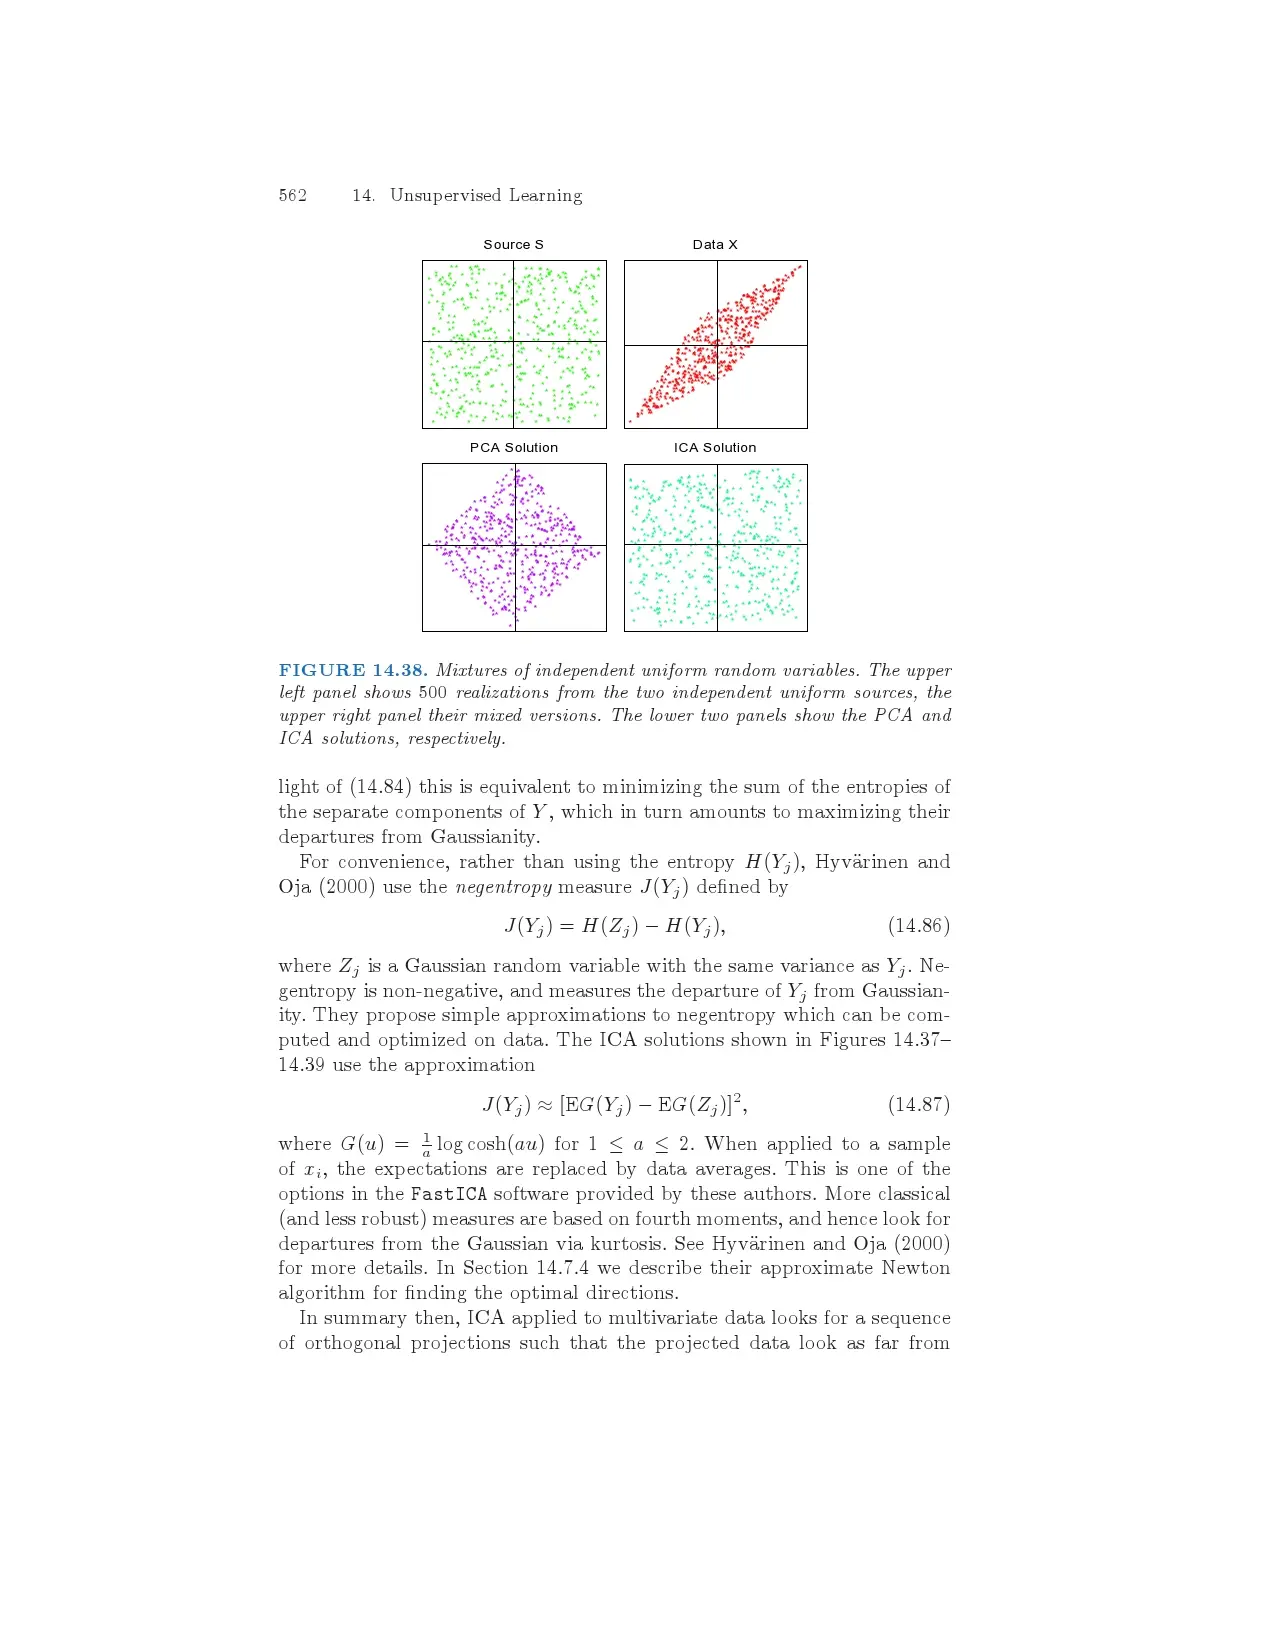 562 14. Unsupervised Learning
Source S
Data X
PCA Solution
ICA Solution
FIGURE 14.38. Mixtures of independent uniform random variables. The upper
left panel shows 500 realizations from the two independent uniform sources, the
upper right panel their mixed versions. The lower two panels show the PCA and
ICA solutions, respectively.
light of (14.84) this is equivalent to minimizing the sum of the entropies of
the separate components of Y, which in turn amounts to maximizing their
departures from Gaussianity.
For convenience, rather than using the entropy H(Y_j), Hyvärinen and
Oja (2000) use the negentropy measure J(Y_j) defined by
J(Y_j) = H(Z_j) − H(Y_j), (14.86)
where Z_j is a Gaussian random variable with the same variance as Y_j. Ne-
gentropy is non-negative, and measures the departure of Y_j from Gaussian-
ity. They propose simple approximations to negentropy which can be com-
puted and optimized on data. The ICA solutions shown in Figures 14.37–
14.39 use the approximation
J(Y_j) ≈ [EG(Y_j) − EG(Z_j)]², (14.87)
where G(u) = 1/a log cosh(au) for 1 ≤ a ≤ 2. When applied to a sample
of x_i, the expectations are replaced by data averages. This is one of the
options in the FastICA software provided by these authors. More classical
(and less robust) measures are based on fourth moments, and hence look for
departures from the Gaussian via kurtosis. See Hyvärinen and Oja (2000)
for more details. In Section 14.7.4 we describe their approximate Newton
algorithm for finding the optimal directions.
In summary then, ICA applied to multivariate data looks for a sequence
of orthogonal projections such that the projected data look as far from